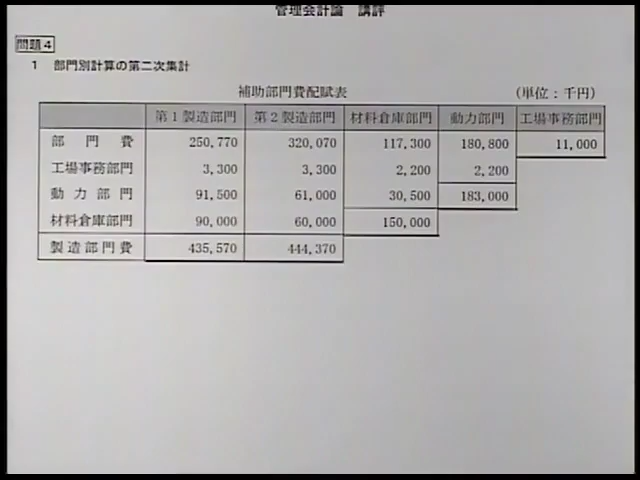 管理会計論 講評
問題4
1 部門別計算の第二次集計
補助部門費配賦表 (単位:千円)
第1製造部門 第2製造部門 材料倉庫部門 動力部門 工場事務部門
部門費 250,770 320,070 117,300 180,800 11,000
工場事務部門 3,300 3,300 2,200 2,200
動力部門 91,500 61,000 30,500 183,000
材料倉庫部門 90,000 60,000 150,000
製造部門費 435,570 444,370